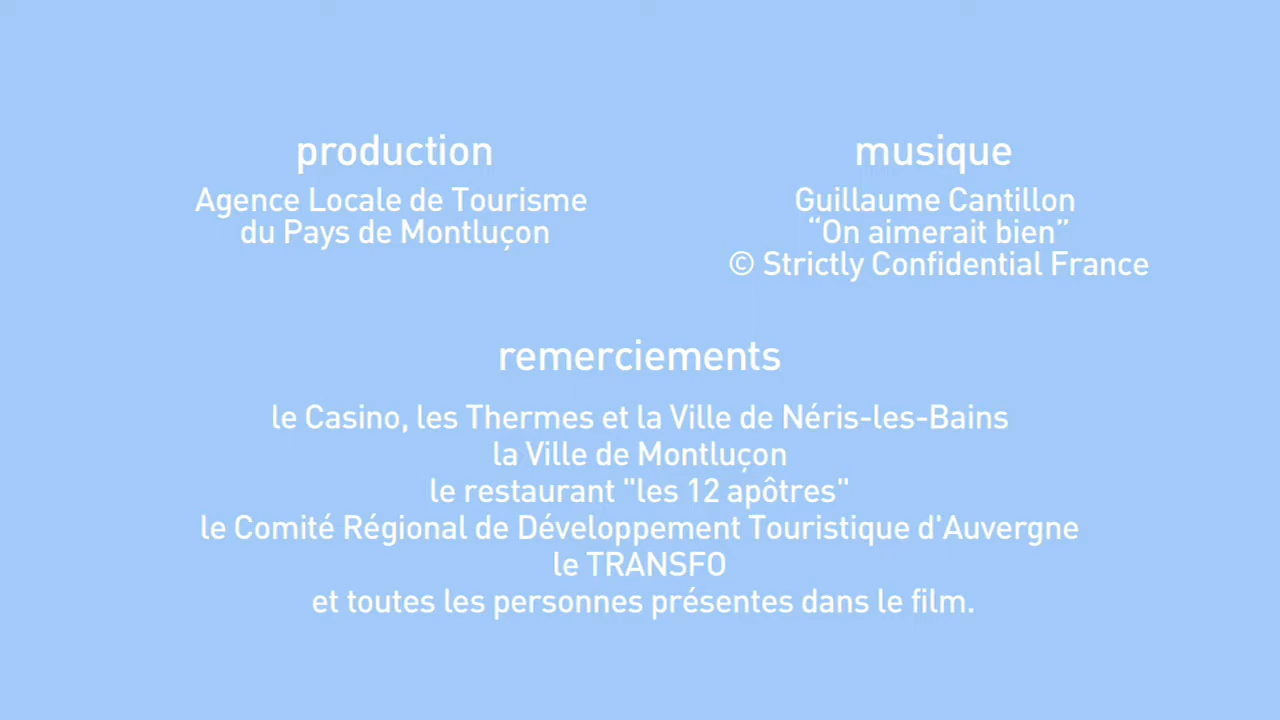 production
Agence Locale de Tourisme
du Pays de Montluçon
musique
Guillaume Cantillon
“On aimerait bien”
© Strictly Confidential France
remerciements
le Casino, les Thermes et la Ville de Néris-les-Bains
la Ville de Montluçon
le restaurant "les 12 apôtres"
le Comité Régional de Développement Touristique d'Auvergne
le TRANSFO
et toutes les personnes présentes dans le film.